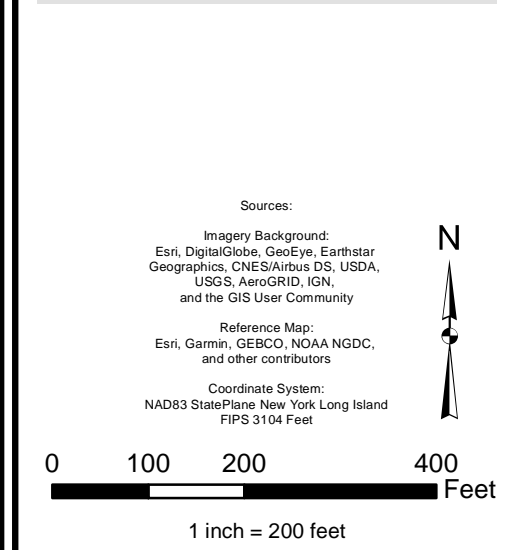 Sources:
Imagery Background:
Esri, DigitalGlobe, GeoEye, Earthstar
Geographics, CNES/Airbus DS, USDA,
USGS, AeroGRID, IGN,
and the GIS User Community
Reference Map:
Esri, Garmin, GEBCO, NOAA NGDC,
and other contributors
Coordinate System:
NAD83 StatePlane New York Long Island
FIPS 3104 Feet
N
0 100 200 400
Feet
1 inch = 200 feet